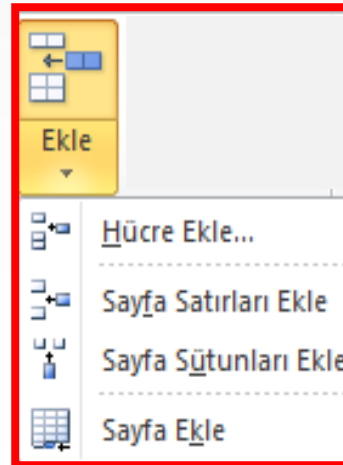 Ekle
Hücre Ekle...
Sayfa Satırları Ekle
Sayfa Sütunları Ekle
Sayfa Ekle